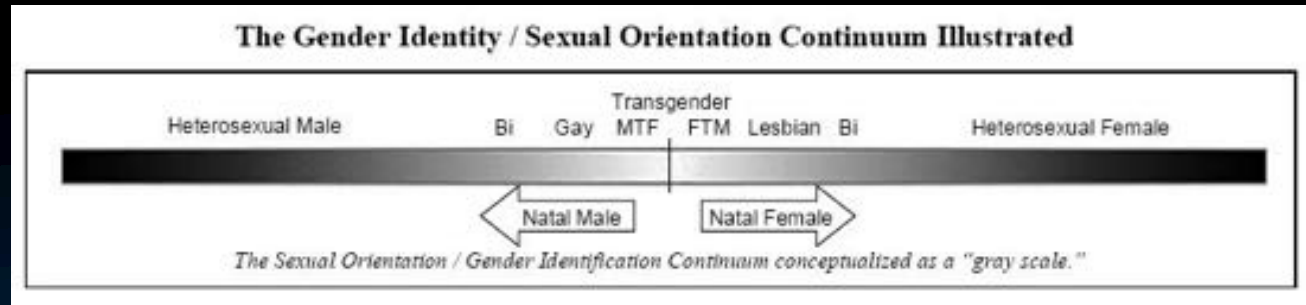 The Gender Identity / Sexual Orientation Continuum Illustrated
Transgender
Heterosexual Male Bi Gay MTF FTM Lesbian Bi Heterosexual Female
Natal Male Natal Female
The Sexual Orientation / Gender Identification Continuum conceptualized as a "gray scale."